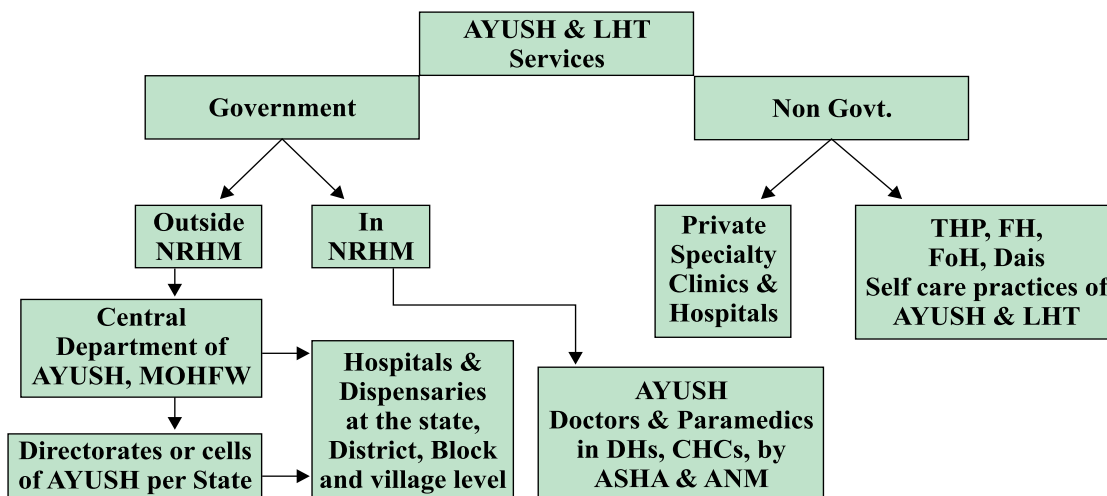 AYUSH & LHT
Services
Government
Non Govt.
Outside
NRHM
In
NRHM
Private
Specialty
Clinics &
Hospitals
THP, FH,
FoH, Dais
Self care practices of
AYUSH & LHT
Central
Department of
AYUSH, MOHFW
Hospitals &
Dispensaries
at the state,
District, Block
and village level
AYUSH
Doctors & Paramedics
in DHs, CHCs, by
ASHA & ANM
Directorates or cells
of AYUSH per State